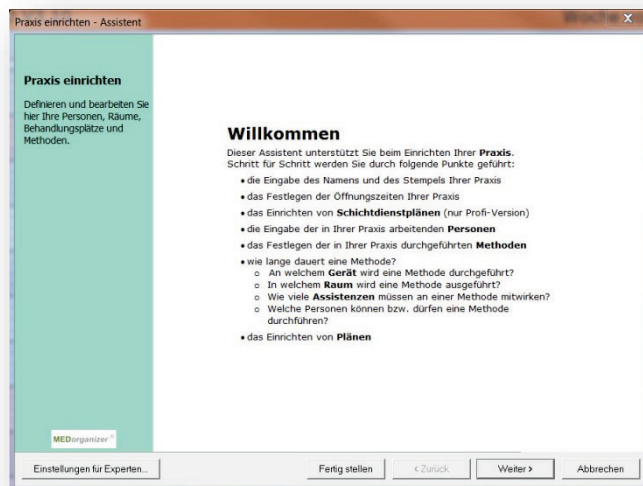 Praxis einrichten - Assistent
Praxis einrichten
Definieren und bearbeiten Sie
hier Ihre Personen, Räume,
Behandlungsplätze und
Methoden.
Willkommen
Dieser Assistent unterstützt Sie beim Einrichten Ihrer Praxis.
Schritt für Schritt werden Sie durch folgende Punkte geführt:
• die Eingabe des Namens und des Stempels Ihrer Praxis
• das Festlegen der Öffnungszeiten Ihrer Praxis
• das Einrichten von Schichtdienstplänen (nur Profi-Version)
• die Eingabe der in Ihrer Praxis arbeitenden Personen
• das Festlegen der in Ihrer Praxis durchgeführten Methoden
• wie lange dauert eine Methode?
o An welchem Gerät wird eine Methode durchgeführt?
o In welchem Raum wird eine Methode ausgeführt?
o Wie viele Assistenzen müssen an einer Methode mitwirken?
o Welche Personen können bzw. dürfen eine Methode
durchführen?
• das Einrichten von Plänen
MEDorganizer ®
Einstellungen für Experten...
Fertig stellen
< Zurück
Weiter >
Abbrechen